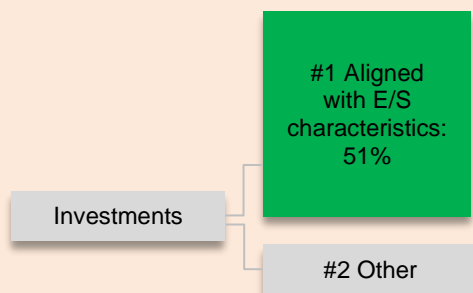 #1 Aligned
with E/S
characteristics:
51%
Investments
#2 Other